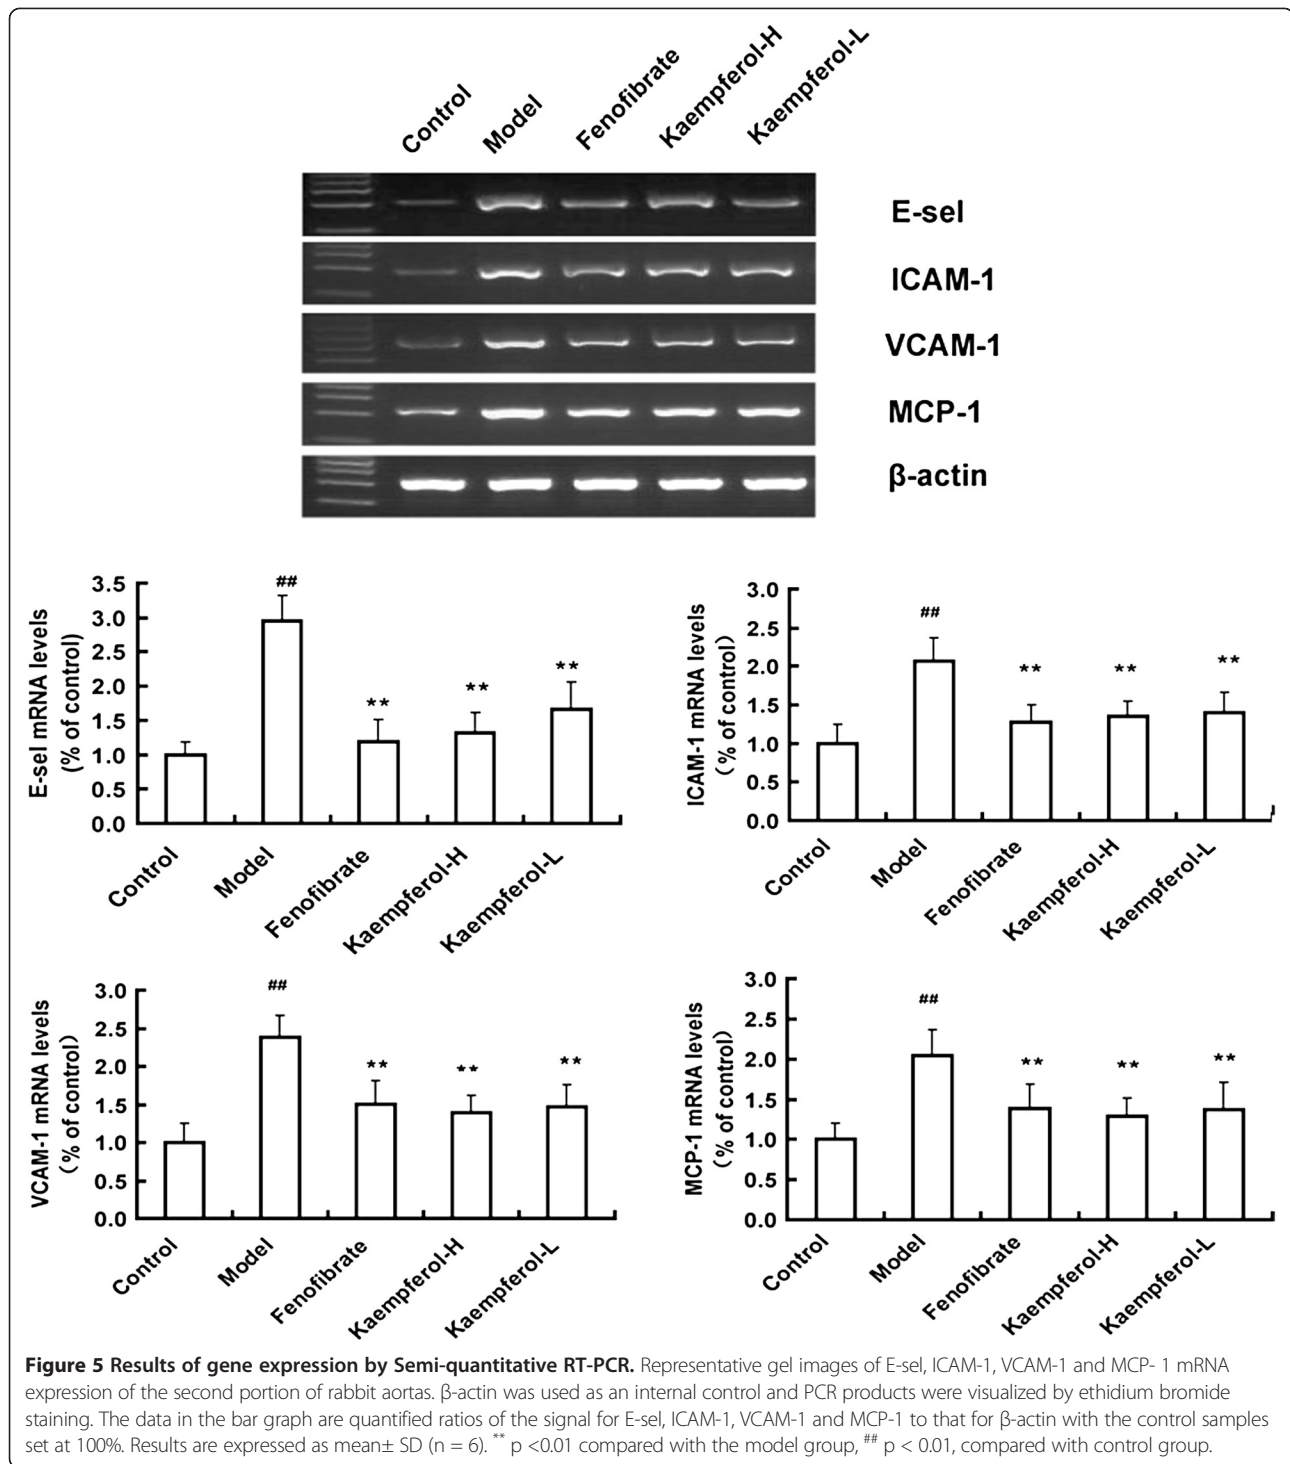 Control Model Fenofibrate Kaempferol-H Kaempferol-L
E-sel
ICAM-1
VCAM-1
MCP-1
β-actin
E-sel mRNA levels
(% of control)
3.5
3.0
2.5
2.0
1.5
1.0
0.5
0.0
##
**
**
**
Control Model Fenofibrate Kaempferol-H Kaempferol-L
ICAM-1 mRNA levels
(% of control)
3.0
2.5
2.0
1.5
1.0
0.5
0.0
##
**
**
**
Control Model Fenofibrate Kaempferol-H Kaempferol-L
VCAM-1 mRNA levels
(% of control)
3.0
2.5
2.0
1.5
1.0
0.5
0.0
##
**
**
**
Control Model Fenofibrate Kaempferol-H Kaempferol-L
MCP-1 mRNA levels
(% of control)
3.0
2.5
2.0
1.5
1.0
0.5
0.0
##
**
**
**
Control Model Fenofibrate Kaempferol-H Kaempferol-L
Figure 5 Results of gene expression by Semi-quantitative RT-PCR. Representative gel images of E-sel, ICAM-1, VCAM-1 and MCP- 1 mRNA
expression of the second portion of rabbit aortas. β-actin was used as an internal control and PCR products were visualized by ethidium bromide
staining. The data in the bar graph are quantified ratios of the signal for E-sel, ICAM-1, VCAM-1 and MCP-1 to that for β-actin with the control samples
set at 100%. Results are expressed as mean± SD (n = 6). ** p <0.01 compared with the model group, ## p < 0.01, compared with control group.